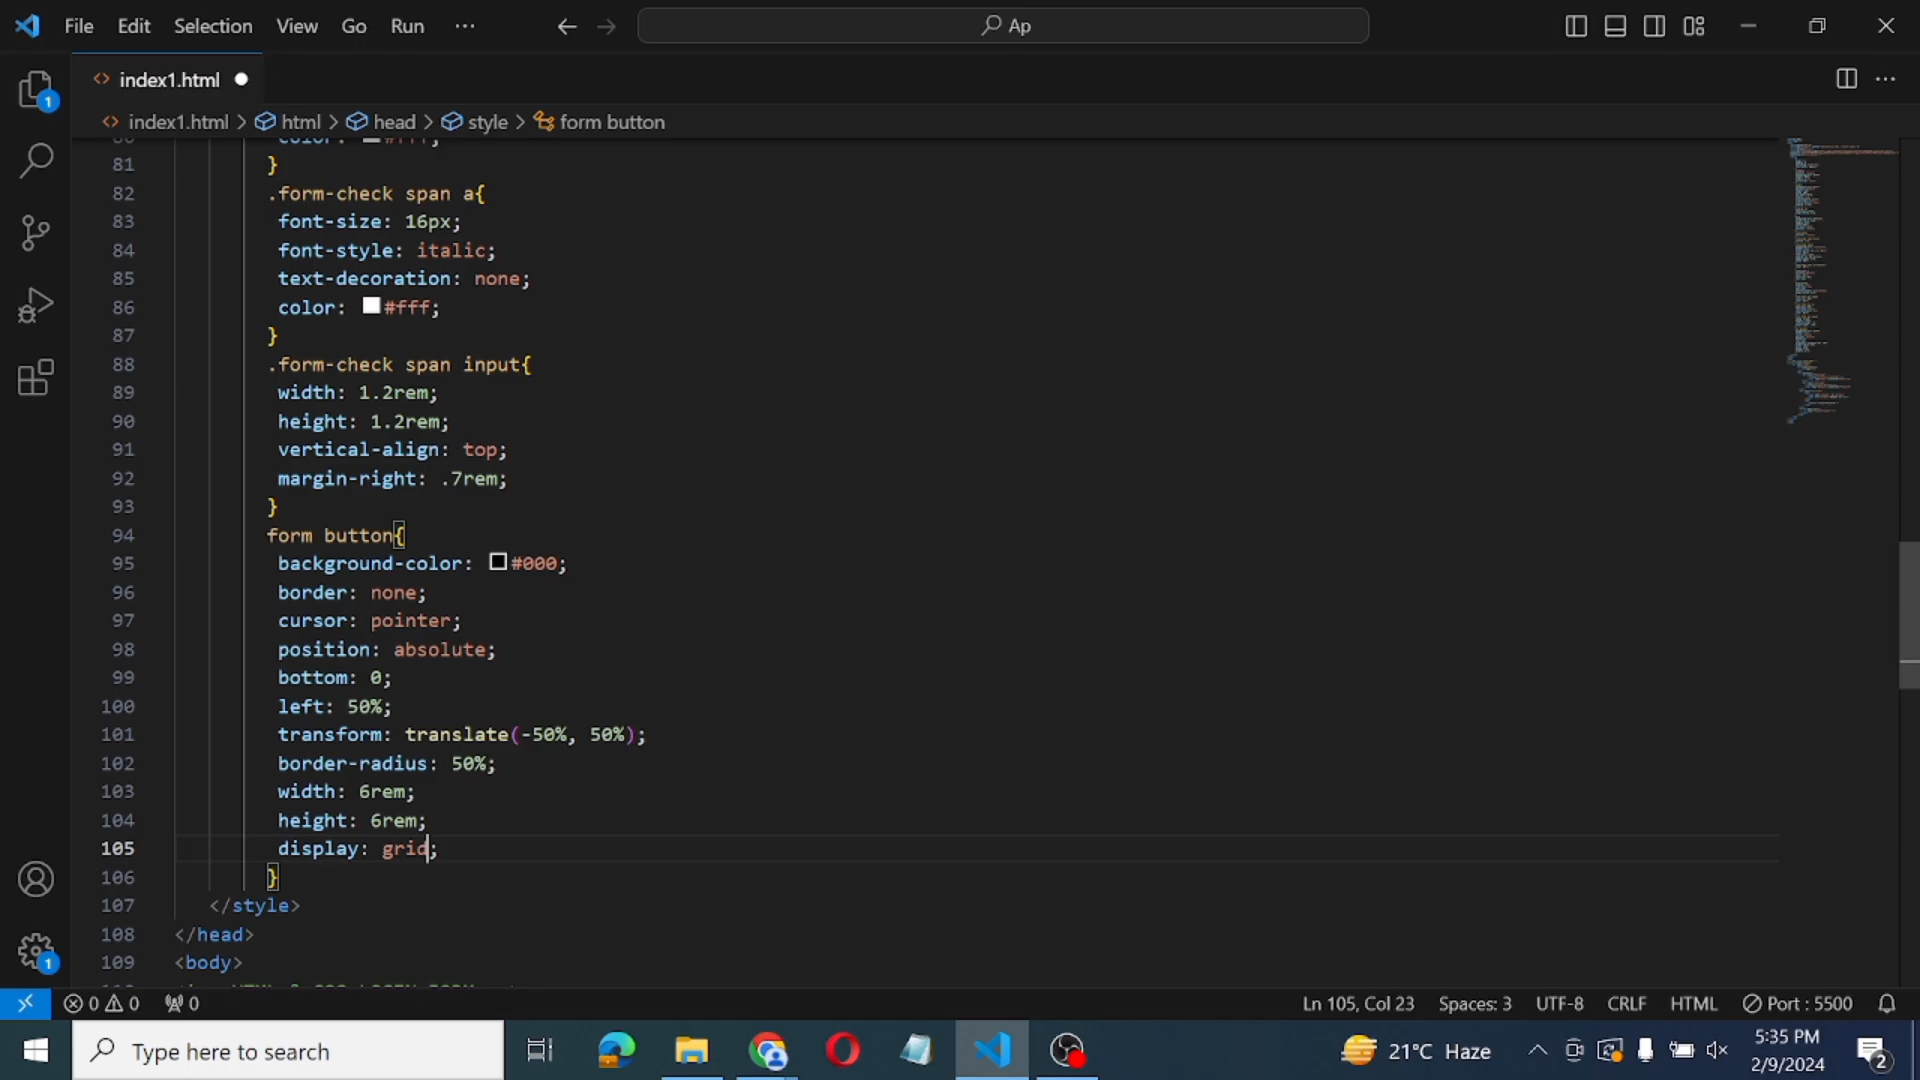 File Edit Selection View Go Run ··· Ap
index1.html
index1.html > html > head > style > form button
81 }
82 .form-check span a{
83 font-size: 16px;
84 font-style: italic;
85 text-decoration: none;
86 color: #fff;
87 }
88 .form-check span input{
89 width: 1.2rem;
90 height: 1.2rem;
91 vertical-align: top;
92 margin-right: .7rem;
93 }
94 form button{
95 background-color: #000;
96 border: none;
97 cursor: pointer;
98 position: absolute;
99 bottom: 0;
100 left: 50%;
101 transform: translate(-50%, 50%);
102 border-radius: 50%;
103 width: 6rem;
104 height: 6rem;
105 display: grid;
106 }
107 </style>
108 </head>
109 <body>
1
1
0 0 0 Ln 105, Col 23 Spaces: 3 UTF-8 CRLF HTML Port : 5500
Type here to search 21°C Haze 5:35 PM
2/9/2024 2